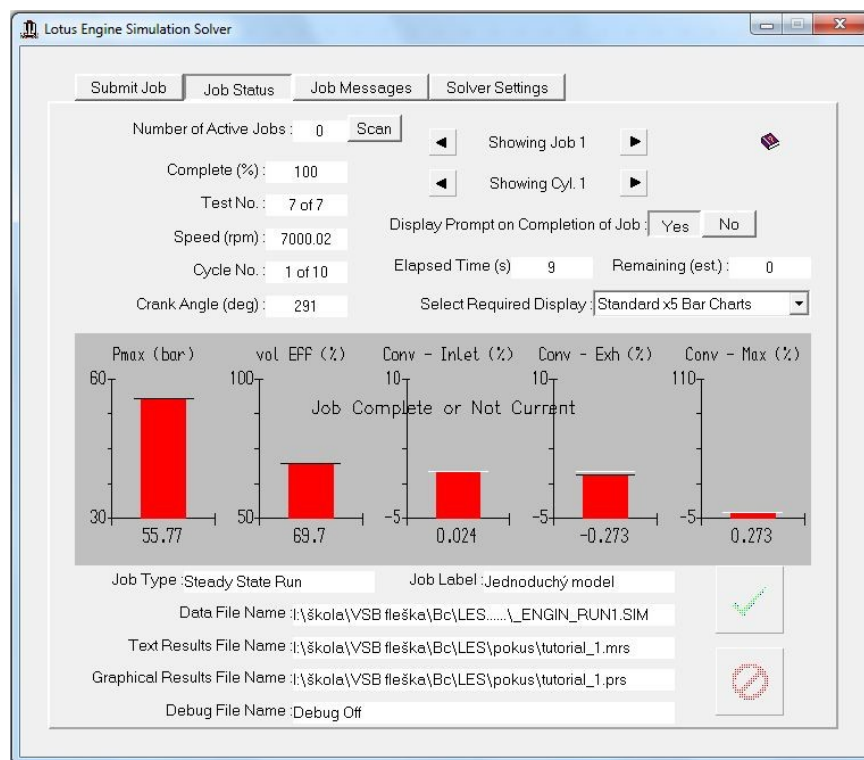 Lotus Engine Simulation Solver
Submit Job Job Status Job Messages Solver Settings
Number of Active Jobs : 0 Scan Showing Job 1
Complete (%) : 100 Showing Cyl. 1
Test No. : 7 of 7
Display Prompt on Completion of Job : Yes No
Speed (rpm) : 7000.02
Cycle No. : 1 of 10 Elapsed Time (s) 9 Remaining (est.) : 0
Crank Angle (deg) : 291 Select Required Display : Standard x5 Bar Charts
Pmax (bar) vol EFF (%) Conv - Inlet (%) Conv - Exh (%) Conv - Max (%)
60 100 10 10 110
Job Complete or Not Current
30 50 -5 -5 -5
55.77 69.7 0.024 -0.273 0.273
Job Type : Steady State Run Job Label : Jednoduchý model
Data File Name : I:\škola\VSB fleška\Bc\LES......\_ENGIN_RUN1.SIM
Text Results File Name : I:\škola\VSB fleška\Bc\LES\pokus\tutorial_1.mrs
Graphical Results File Name : I:\škola\VSB fleška\Bc\LES\pokus\tutorial_1.prs
Debug File Name : Debug Off